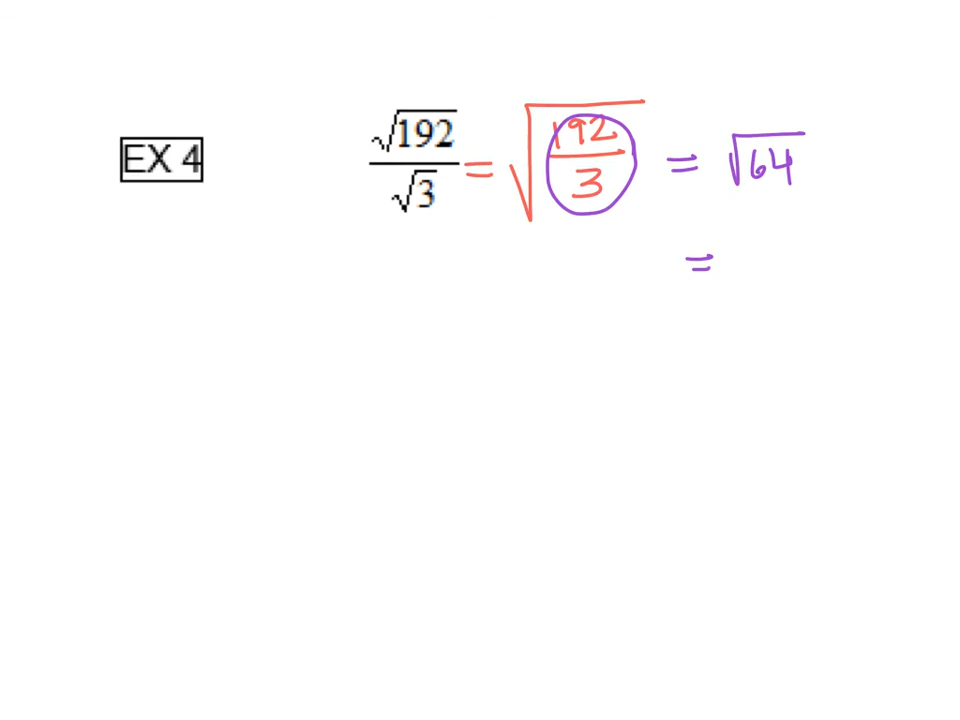 EX 4 √192/√3 = √(192/3) = √64
=